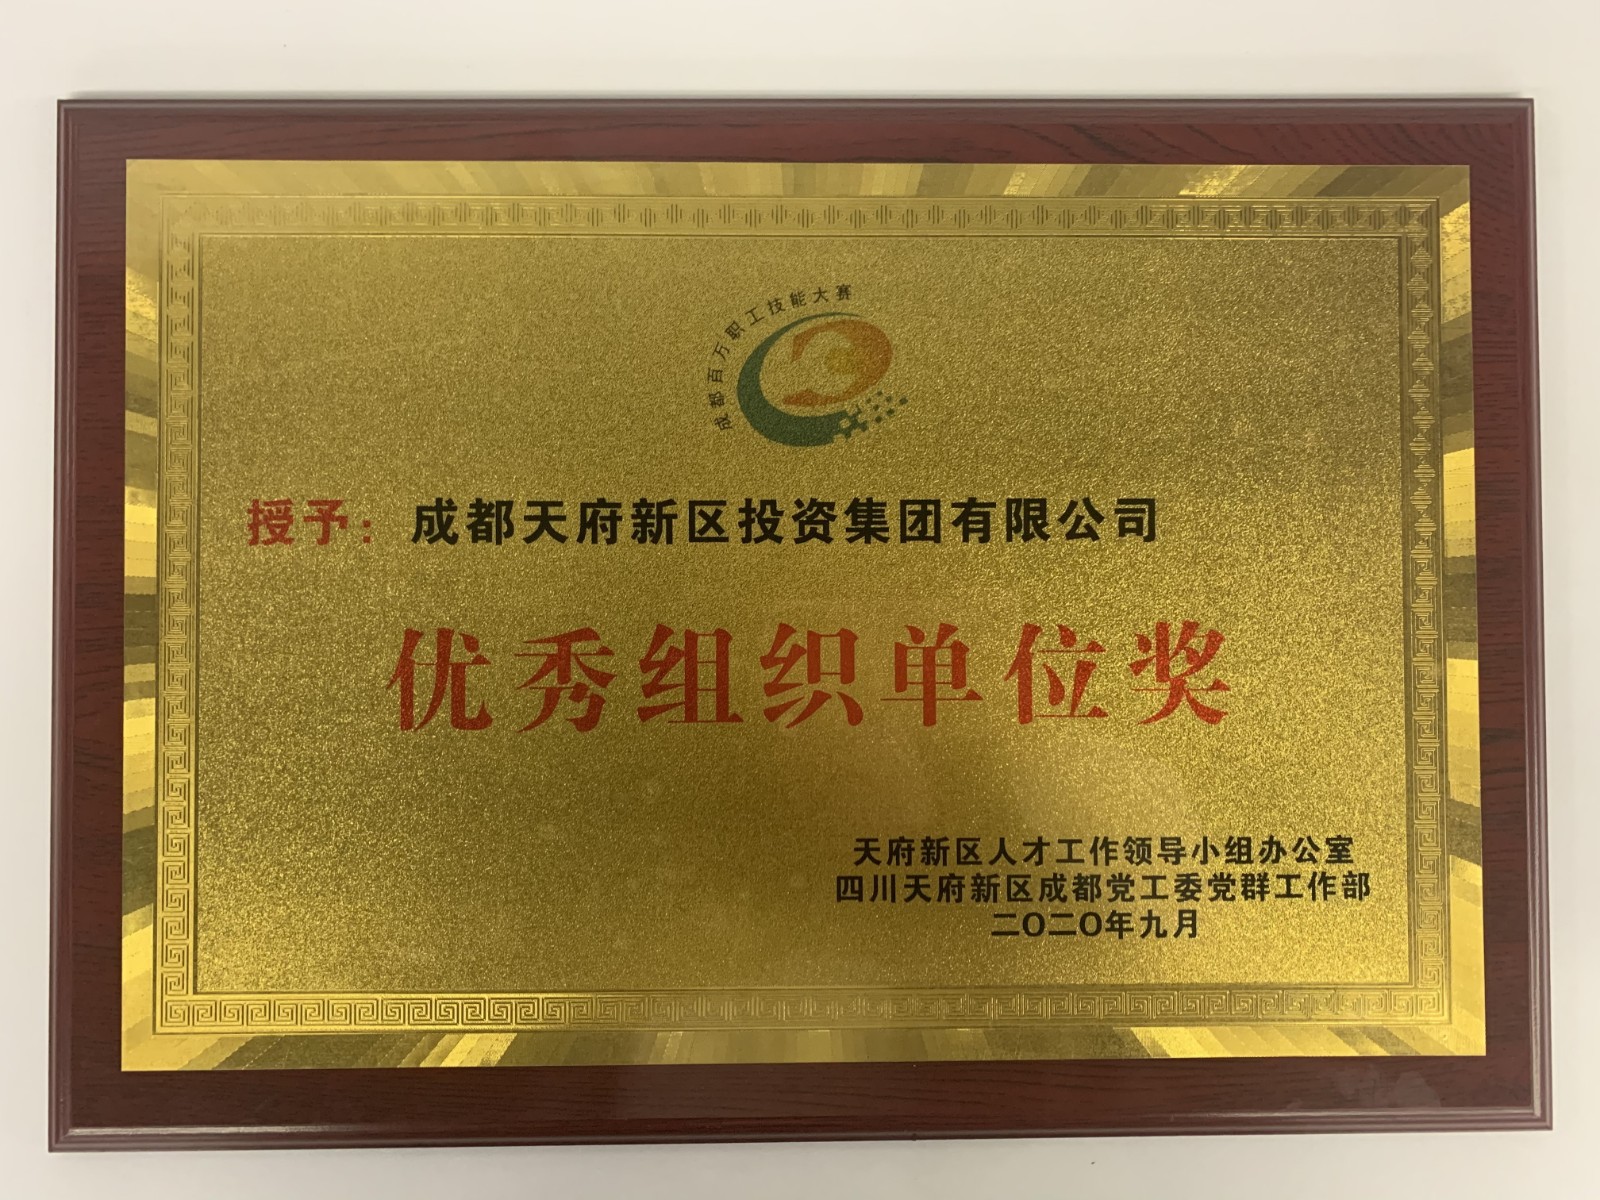 成都百万职工技能大赛
授予：成都天府新区投资集团有限公司
优秀组织单位奖
天府新区人才工作领导小组办公室
四川天府新区成都党工委党群工作部
二〇二〇年九月